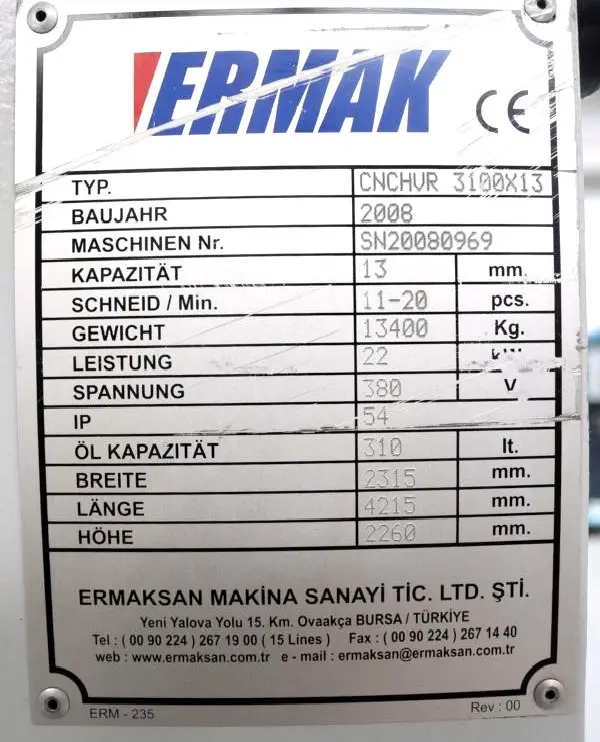 ERMAK CE
TYP. CNCHVR 3100X13
BAUJAHR 2008
MASCHINEN Nr. SN20080969
KAPAZITÄT 13 mm.
SCHNEID / Min. 11-20 pcs.
GEWICHT 13400 Kg.
LEISTUNG 22 kW
SPANNUNG 380 V
IP 54
ÖL KAPAZITÄT 310 lt.
BREITE 2315 mm.
LÄNGE 4215 mm.
HÖHE 2260 mm.
ERMAKSAN MAKİNA SANAYİ TİC. LTD. ŞTİ.
Yeni Yalova Yolu 15. Km. Ovaakça BURSA / TÜRKİYE
Tel : ( 00 90 224 ) 267 19 00 ( 15 Lines ) Fax : ( 00 90 224 ) 267 14 40
web : www.ermaksan.com.tr e - mail : ermaksan@ermaksan.com.tr
ERM - 235 Rev : 00